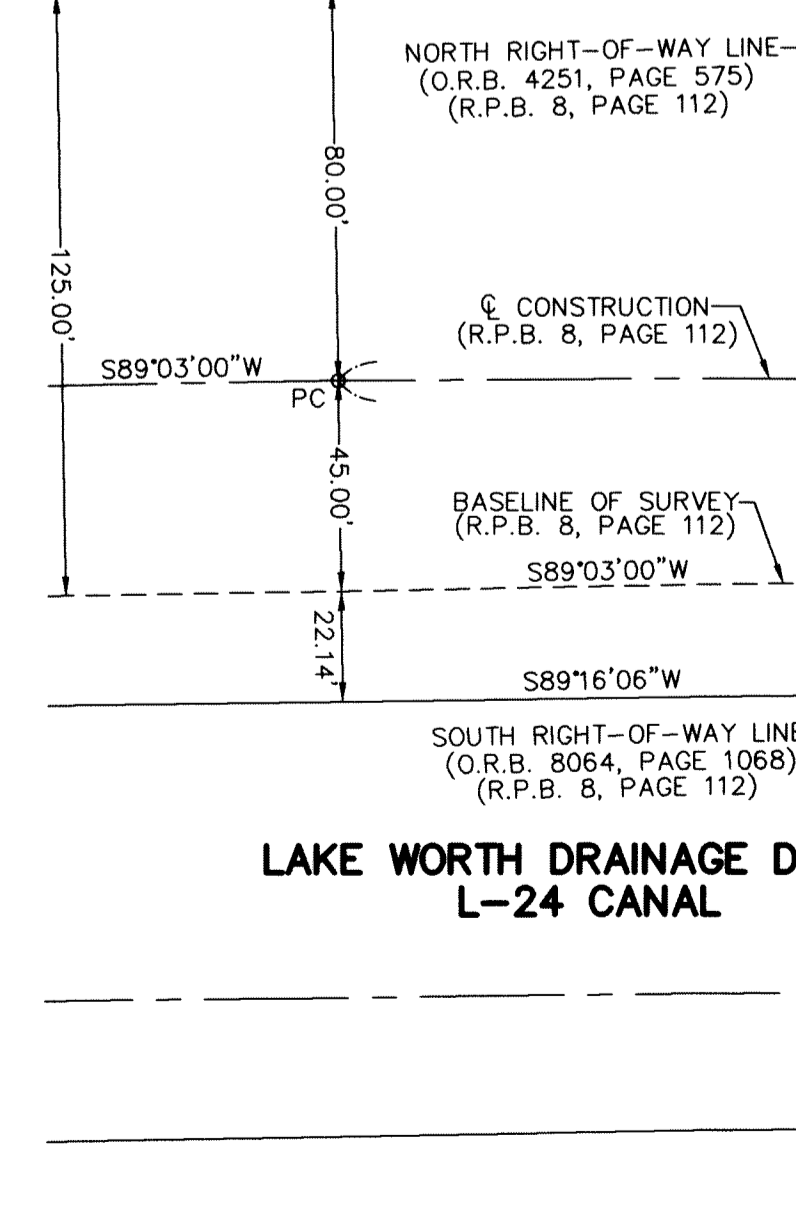 NORTH RIGHT-OF-WAY LINE
(O.R.B. 4251, PAGE 575)
(R.P.B. 8, PAGE 112)
80.00'
125.00'
℄ CONSTRUCTION
(R.P.B. 8, PAGE 112)
S89°03'00"W
PC
45.00'
BASELINE OF SURVEY
(R.P.B. 8, PAGE 112)
S89°03'00"W
22.14'
S89°16'06"W
SOUTH RIGHT-OF-WAY LINE
(O.R.B. 8064, PAGE 1068)
(R.P.B. 8, PAGE 112)
LAKE WORTH DRAINAGE D
L-24 CANAL